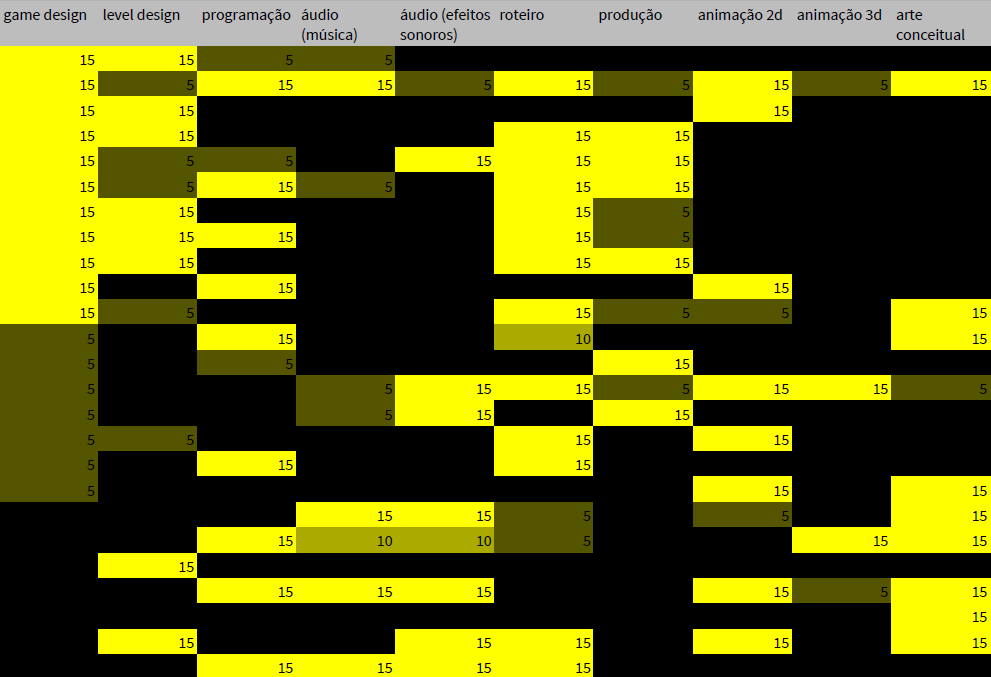 game design level design programação áudio (música) áudio (efeitos sonoros) roteiro produção animação 2d animação 3d arte conceitual
15 15 5 5
15 5 15 15 5 15 5 15 5 15
15 15 15
15 15 15 15
15 5 5 15 15 15
15 5 15 5 15 15
15 15 15 5
15 15 15 15 5
15 15 15 15
15 15 15
15 5 15 5 5 15
5 15 10 15
5 5 15
5 5 15 15 5 15 15 5
5 5 15 15
5 5 15 15
5 15 15
5 15 15
15 15 5 5 15
15 10 10 5 15 15
15
15 15 15 15 5 15
15
15 15 15 15 15
15 15 15 15